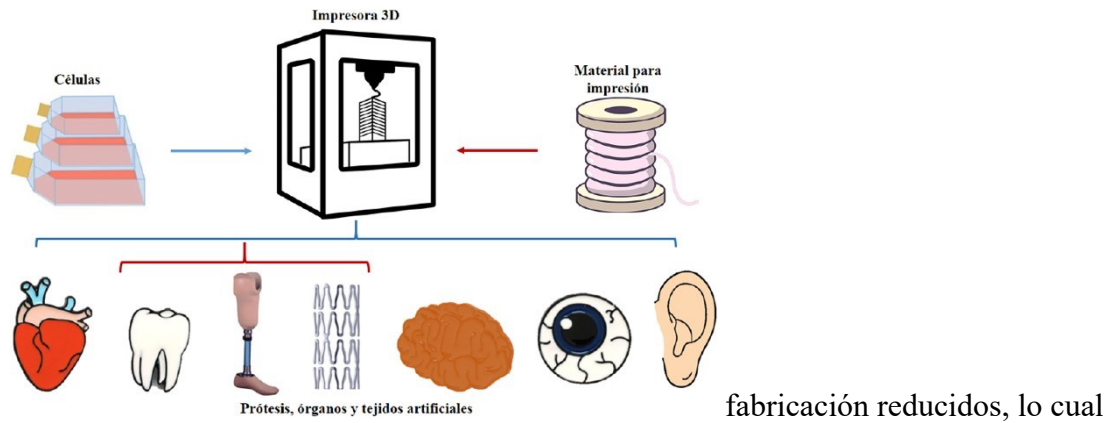 Impresora 3D
Células
Material para
impresión
Prótesis, órganos y tejidos artificiales
fabricación reducidos, lo cual